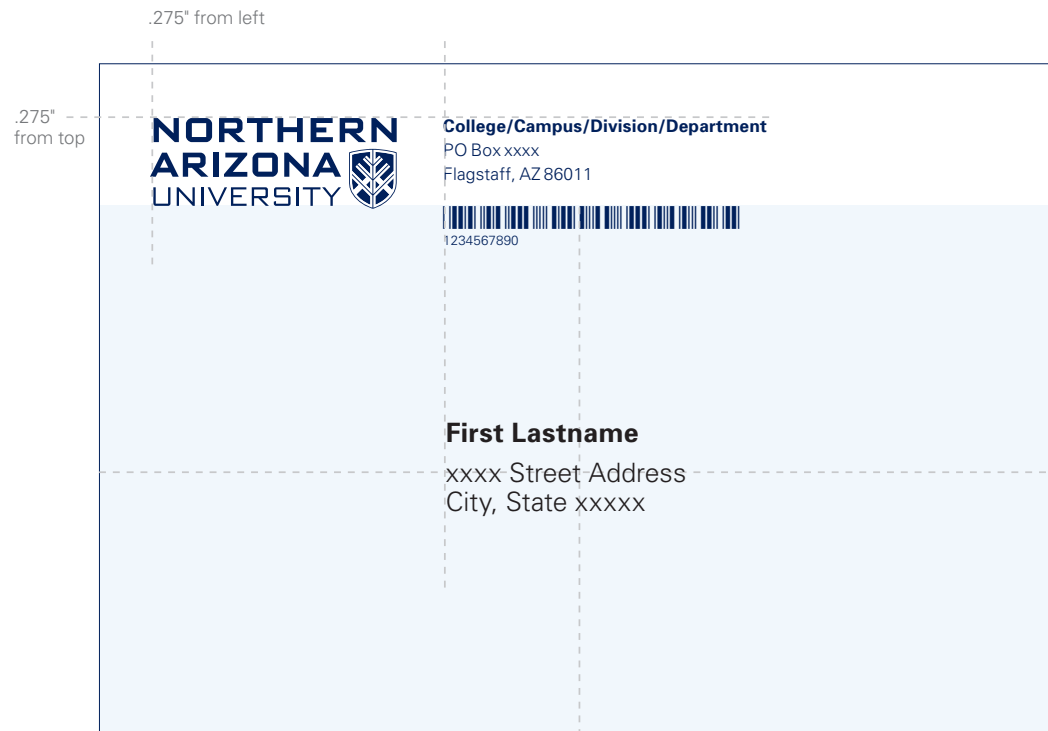 .275" from left
.275"
from top
NORTHERN
ARIZONA
UNIVERSITY
College/Campus/Division/Department
PO Box xxxx
Flagstaff, AZ 86011
1234567890
First Lastname
xxxx Street Address
City, State xxxxx